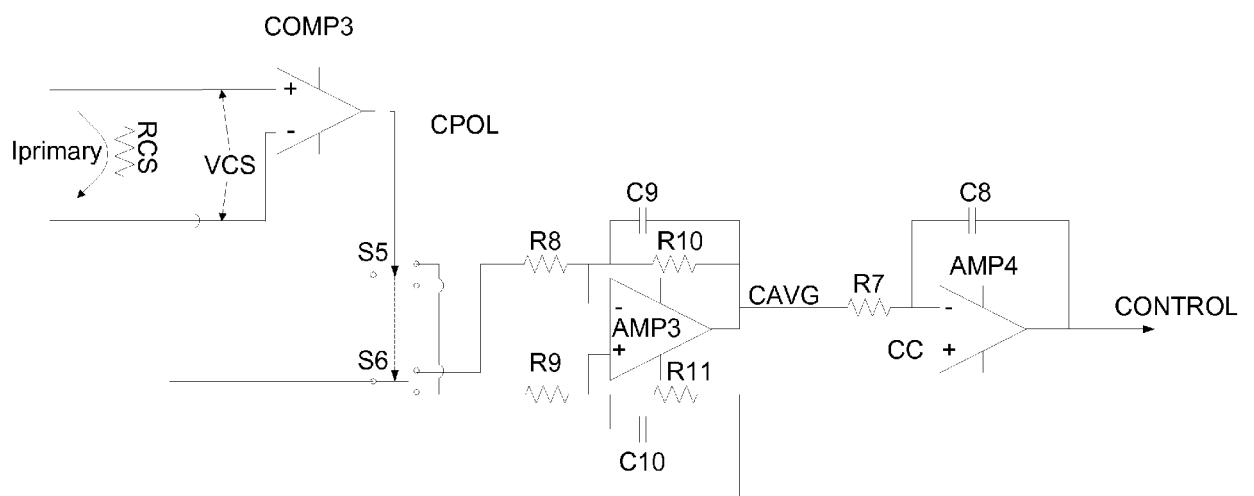 COMP3
+
-
CPOL
Iprimary
RCS
VCS
C9
C8
S5
R8
R10
AMP4
R7
CAVG
CONTROL
-
AMP3
+
-
CC +
S6
R9
R11
C10